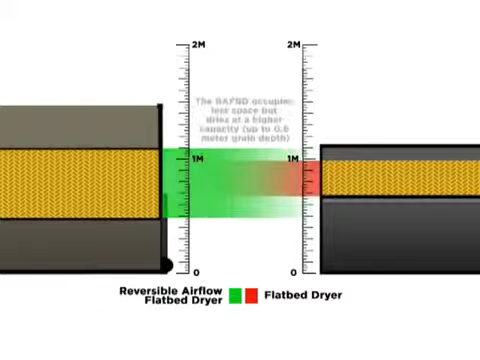 2M
2M
The RAFBD occupies
less space but
dries at a higher
capacity (up to 0.6
meter grain depth)
1M
1M
0
0
Reversible Airflow
Flatbed Dryer
Flatbed Dryer